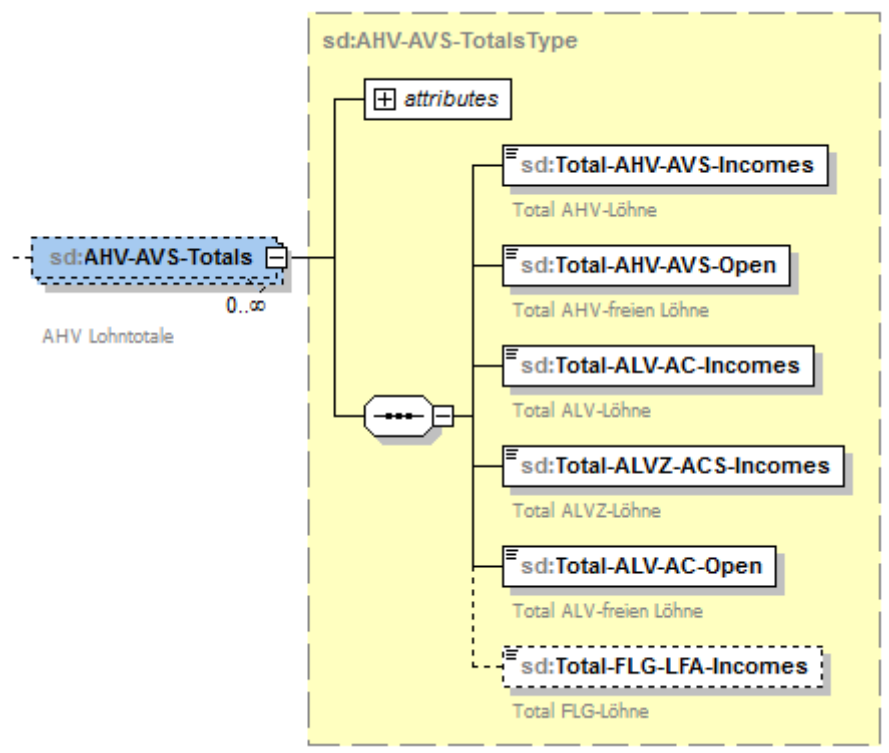 sd:AHV-AVS-TotalsType
attributes
sd:Total-AHV-AVS-Incomes
Total AHV-Löhne
sd:AHV-AVS-Totals
0..∞
AHV Lohntotale
sd:Total-AHV-AVS-Open
Total AHV-freien Löhne
sd:Total-ALV-AC-Incomes
Total ALV-Löhne
sd:Total-ALVZ-ACS-Incomes
Total ALVZ-Löhne
sd:Total-ALV-AC-Open
Total ALV-freien Löhne
sd:Total-FLG-LFA-Incomes
Total FLG-Löhne